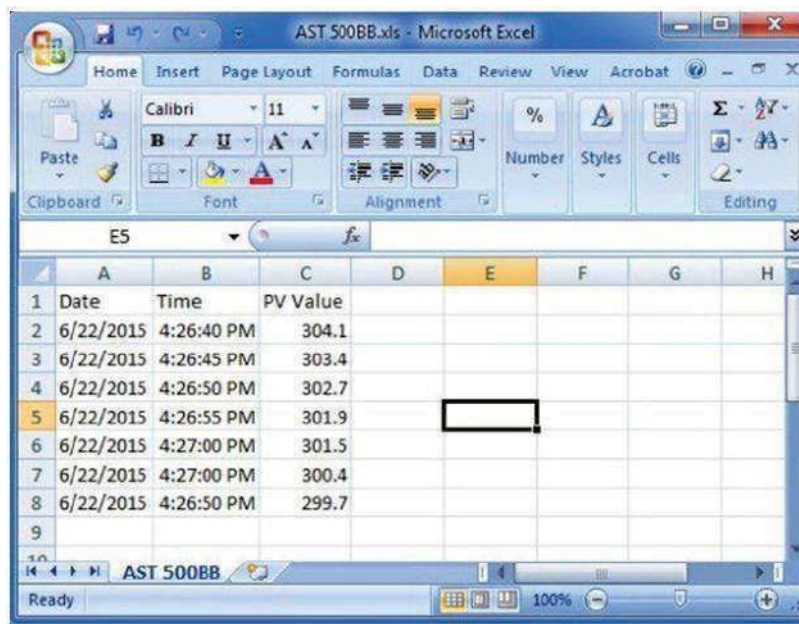 AST 500BB.xls - Microsoft Excel
Home Insert Page Layout Formulas Data Review View Acrobat
Calibri 11
Paste B I U A A A % Number Styles Cells Σ
Clipboard Font Alignment Editing
E5 fx
A B C D E F G H
1 Date Time PV Value
2 6/22/2015 4:26:40 PM 304.1
3 6/22/2015 4:26:45 PM 303.4
4 6/22/2015 4:26:50 PM 302.7
5 6/22/2015 4:26:55 PM 301.9
6 6/22/2015 4:27:00 PM 301.5
7 6/22/2015 4:27:00 PM 300.4
8 6/22/2015 4:26:50 PM 299.7
9
10
AST 500BB
Ready 100%